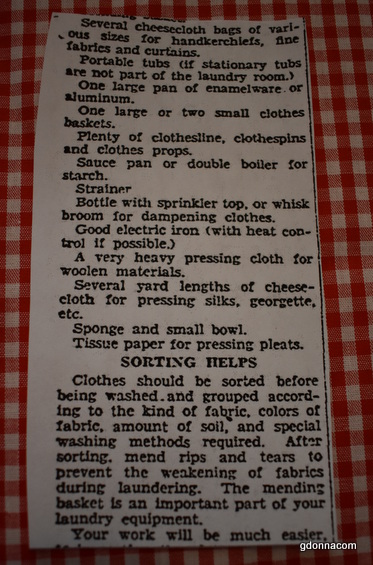 Several cheesecloth bags of vari-
ous sizes for handkerchiefs, fine
fabrics and curtains.
Portable tubs (if stationary tubs
are not part of the laundry room.)
One large pan of enamelware or
aluminum.
One large or two small clothes
baskets.
Plenty of clothesline, clothespins
and clothes props.
Sauce pan or double boiler for
starch.
Strainer
Bottle with sprinkler top, or whisk
broom for dampening clothes.
Good electric iron (with heat con-
trol if possible.)
A very heavy pressing cloth for
woolen materials.
Several yard lengths of cheese-
cloth for pressing silks, georgette,
etc.
Sponge and small bowl.
Tissue paper for pressing pleats.
SORTING HELPS
Clothes should be sorted before
being washed and grouped accord-
ing to the kind of fabric, colors of
fabric, amount of soil, and special
washing methods required. After
sorting, mend rips and tears to
prevent the weakening of fabrics
during laundering. The mending
basket is an important part of your
laundry equipment.
Your work will be much easier,
gdonnacom